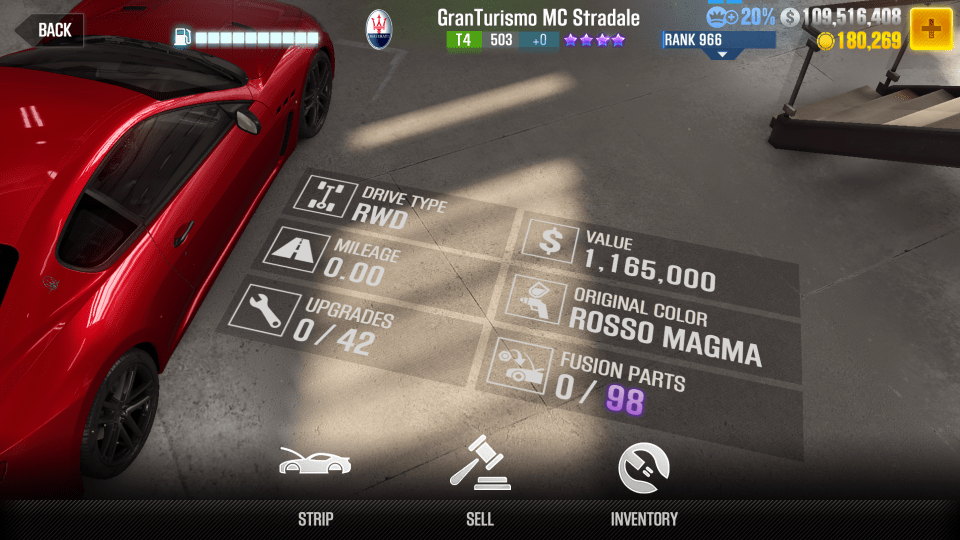 BACK
GranTurismo MC Stradale
T4 503 +0
20%
109,516,408
RANK 966
180,269
DRIVE TYPE
RWD
MILEAGE
0.00
UPGRADES
0 / 42
VALUE
1,165,000
ORIGINAL COLOR
ROSSO MAGMA
FUSION PARTS
0 / 98
STRIP
SELL
INVENTORY